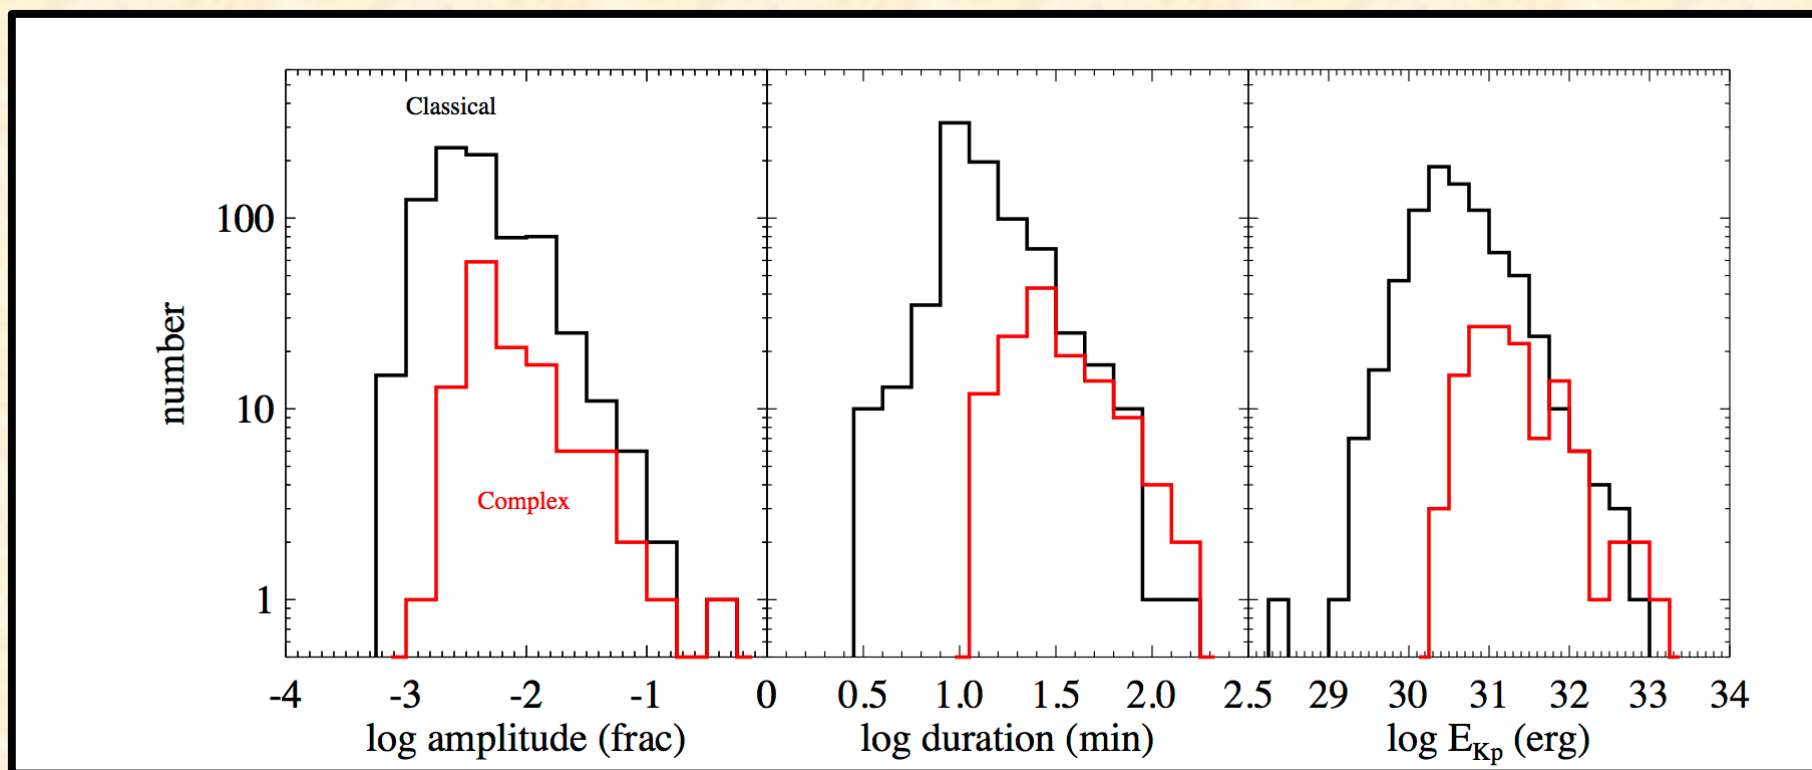 Classical
Complex
number
100
10
1
-4 -3 -2 -1 0 0.5 1.0 1.5 2.0 2.5 29 30 31 32 33 34
log amplitude (frac) log duration (min) log E_Kp (erg)